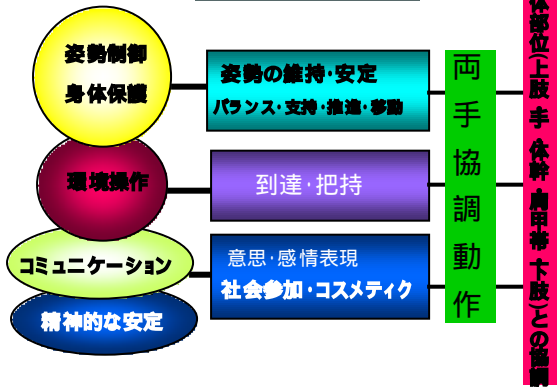 姿勢制御
身体保護
姿勢の維持･安定
バランス･支持･推進･移動
環境操作
到達･把持
コミュニケーション
意思･感情表現
社会参加･コスメティク
精神的な安定
両手協調動作
体部位(上肢 手 体幹 肩甲帯 下肢)との協調